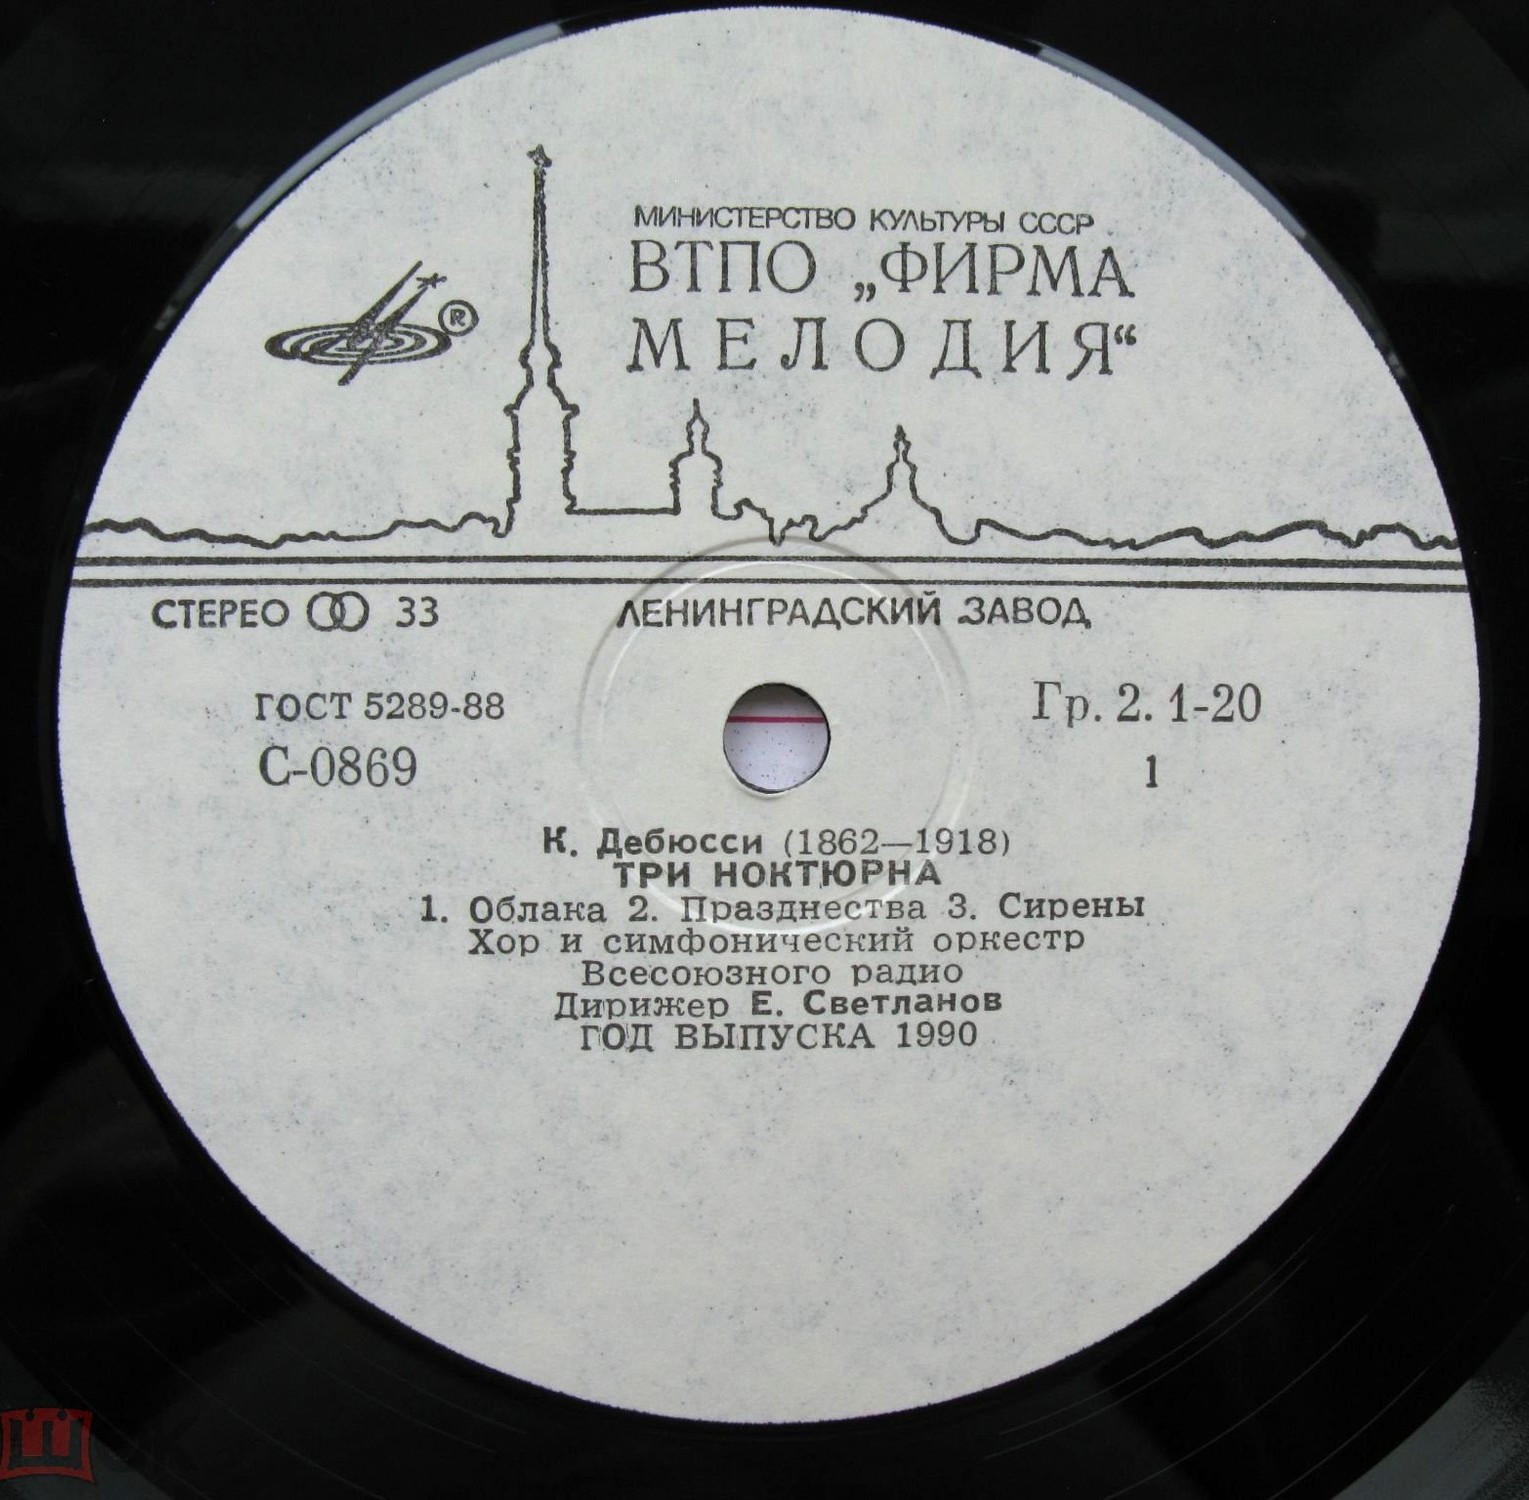 МИНИСТЕРСТВО КУЛЬТУРЫ СССР
ВТПО „ФИРМА
МЕЛОДИЯ“
®
СТЕРЕО 33
ЛЕНИНГРАДСКИЙ ЗАВОД
ГОСТ 5289-88
Гр. 2. 1-20
С-0869
1
К. Дебюсси (1862—1918)
ТРИ НОКТЮРНА
1. Облака 2. Празднества 3. Сирены
Хор и симфонический оркестр
Всесоюзного радио
Дирижер Е. Светланов
ГОД ВЫПУСКА 1990